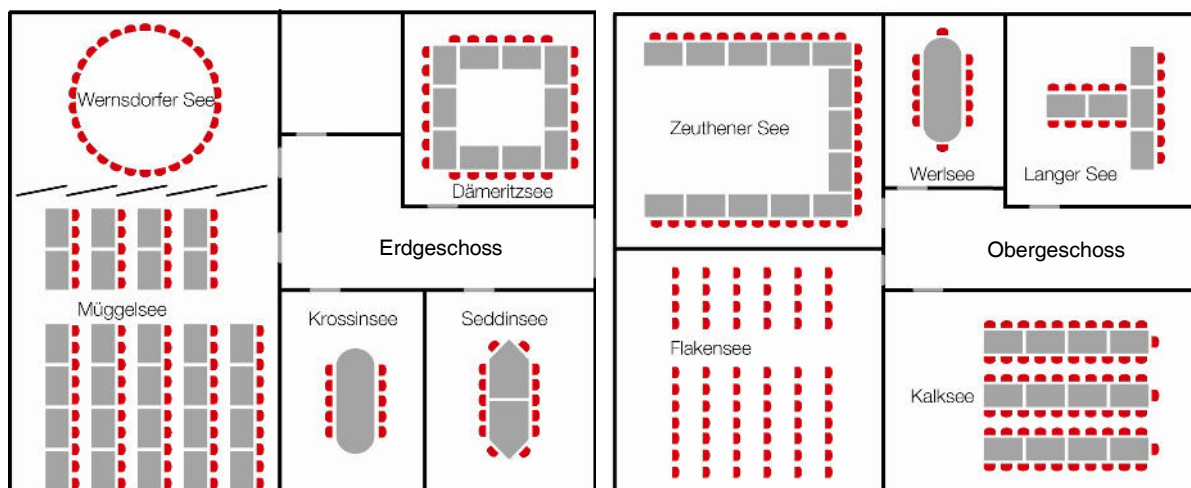 Wernsdorfer See
Dämeritzsee
Erdgeschoss
Müggelsee
Krossinsee
Seddinsee
Zeuthener See
Werlsee
Langer See
Obergeschoss
Flakensee
Kalksee